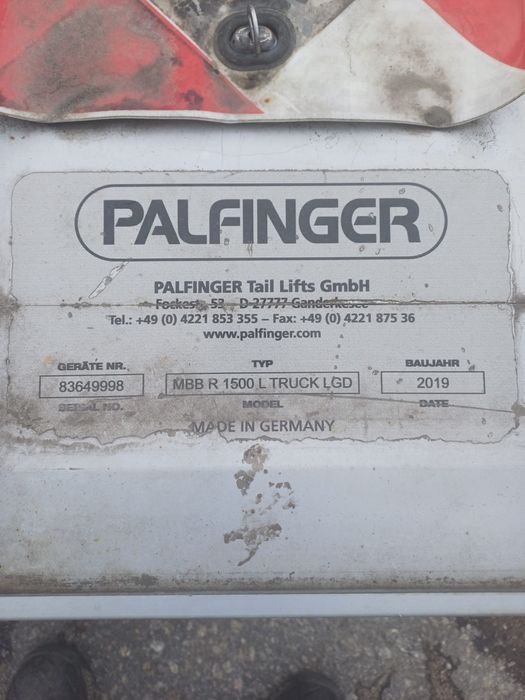 PALFINGER
PALFINGER Tail Lifts GmbH
Fockestr. 53 - D-27777 Ganderkesee
Tel.: +49 (0) 4221 853 355 – Fax: +49 (0) 4221 875 36
www.palfinger.com
GERÄTE NR. TYP BAUJAHR
83649998 MBB R 1500 L TRUCK LGD 2019
SERIAL NO. MODEL DATE
MADE IN GERMANY